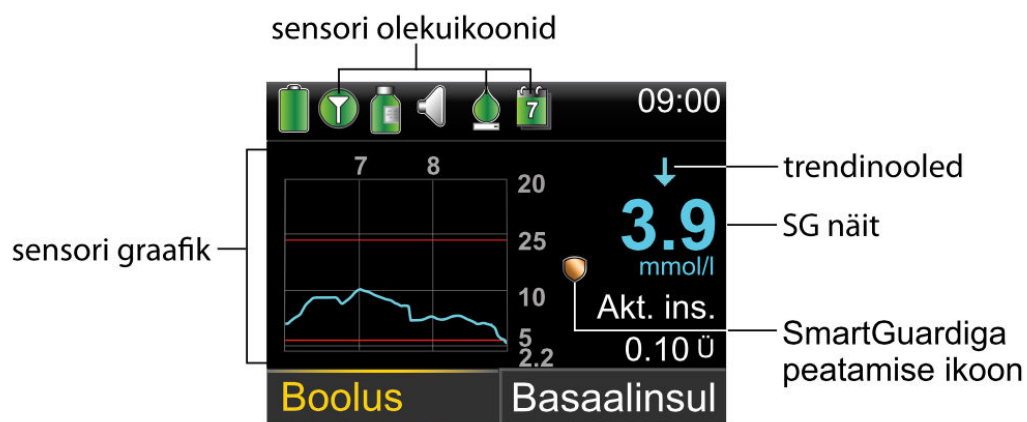 sensori olekuikoonid
7
09:00
7 8
20
25
10
5
2.2
sensori graafik
trendinooled
3.9
mmol/l
SG näit
Akt. ins.
0.10 Ü
SmartGuardiga
peatamise ikoon
Boolus
Basaalinsul